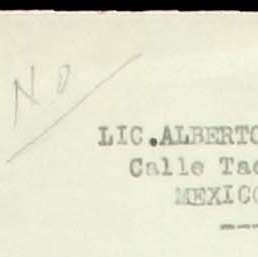 No
LIC.ALBERTO
Calle Tac
MEXICO
----